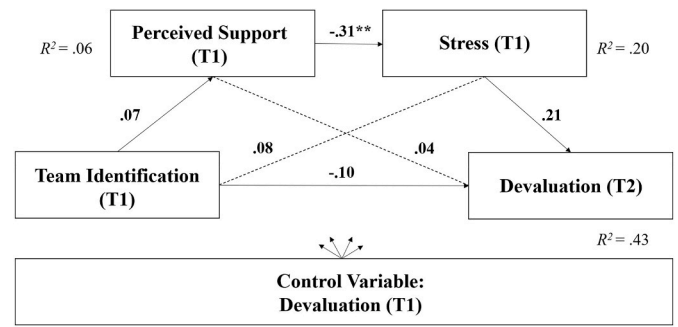 Perceived Support
(T1)
-.31**
Stress (T1)
R² = .06
R² = .20
.07
.08
.04
.21
Team Identification
(T1)
-.10
Devaluation (T2)
R² = .43
Control Variable:
Devaluation (T1)